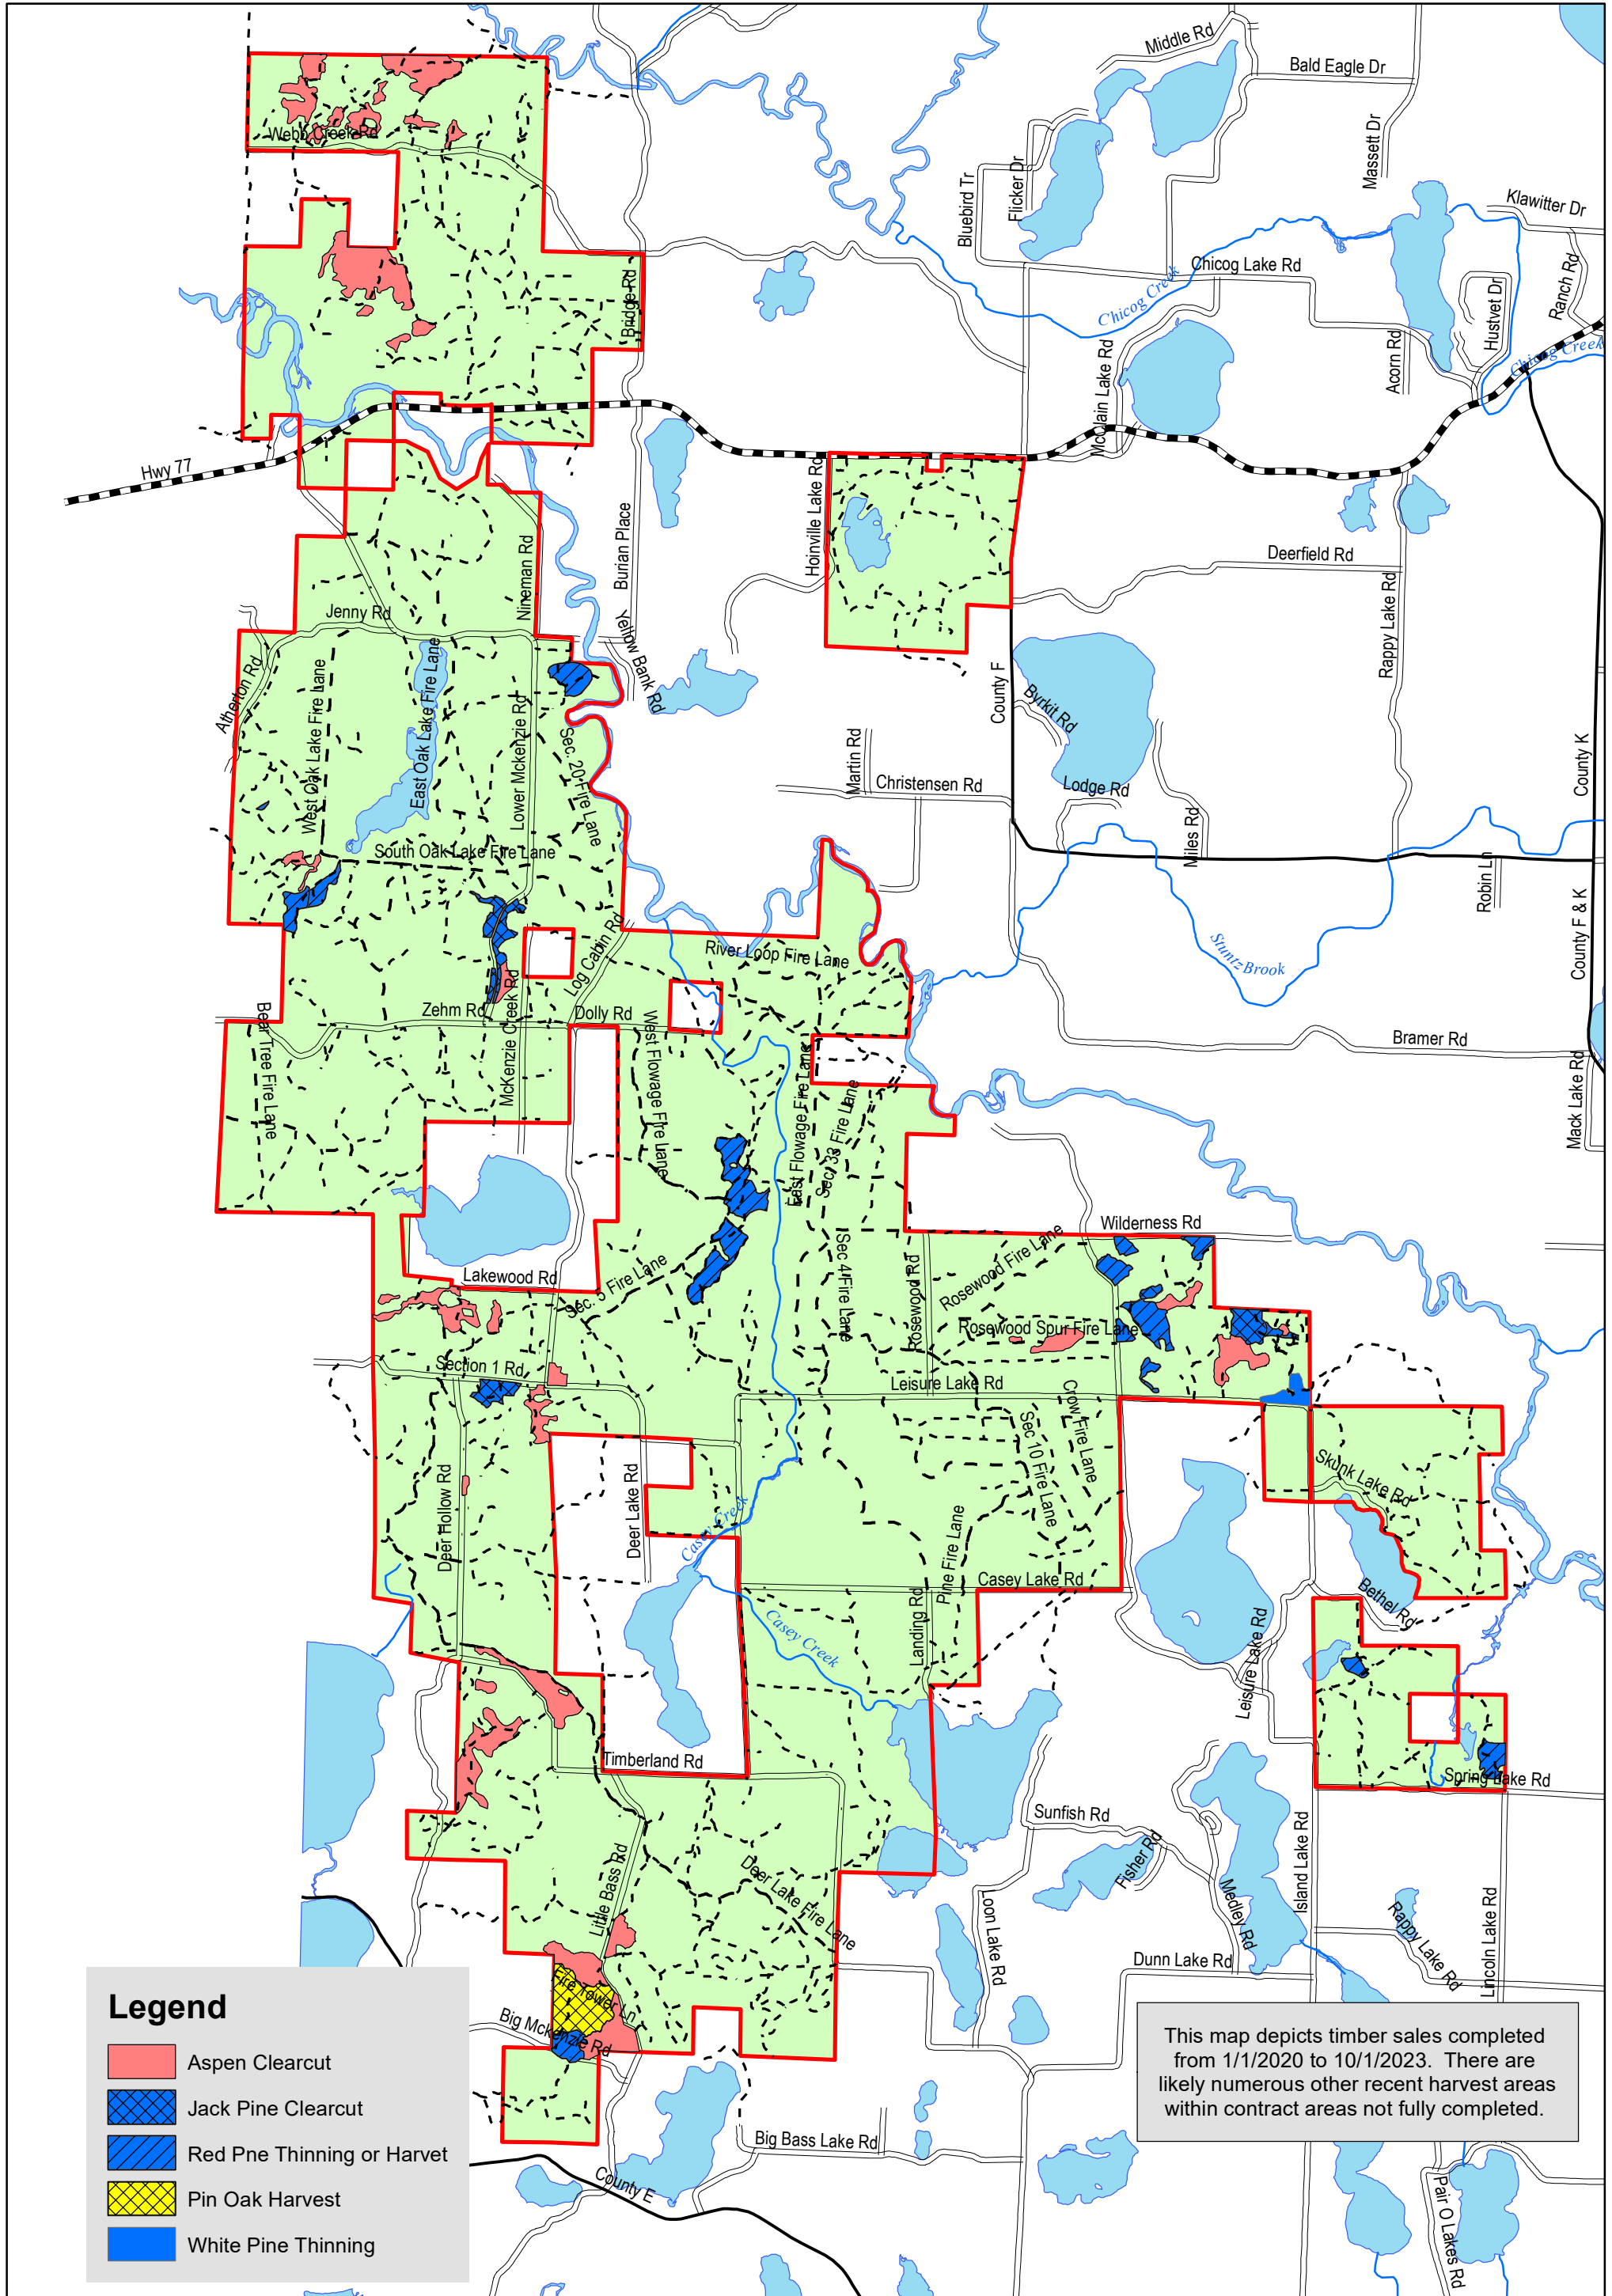 Middle Rd
Bald Eagle Dr
Massett Dr
Webb Creek Rd
Flicker Dr
Bluebird Tr
Klawitter Dr
Chicog Lake Rd
Chicog Creek
Ranch Rd
Hustvet Dr
Bridge Rd
Chicog Creek
Acorn Rd
McClain Lake Rd
Hwy 77
Hoinville Lake Rd
Burian Place
Nineman Rd
Deerfield Rd
Jenny Rd
Rappy Lake Rd
Yellow Bank Rd
Atherton Rd
West Oak Lake Fire Lane
East Oak Lake Fire Lane
Lower Mckenzie Rd
Sec. 20 Fire Lane
County F
Byrkit Rd
Martin Rd
Christensen Rd
Lodge Rd
County K
Miles Rd
South Oak Lake Fire Lane
Robin Ln
Log Cabin Rd
River Loop Fire Lane
Stuntz Brook
County F & K
Zehm Rd
McKenzie Creek Rd
Dolly Rd
Bear Tree Fire Lane
West Flowage Fire Lane
East Flowage Fire Lane
Sec. 33 Fire Lane
Bramer Rd
Mack Lake Rd
Wilderness Rd
Lakewood Rd
Sec. 5 Fire Lane
Sec 4 Fire Lane
Rosewood Rd
Rosewood Fire Lane
Rosewood Spur Fire Lane
Section 1 Rd
Leisure Lake Rd
Crow Fire Lane
Sec 10 Fire Lane
Skunk Lake Rd
Deer Hollow Rd
Deer Lake Rd
Casey Creek
Pine Fire Lane
Casey Lake Rd
Bethel Rd
Casey Creek
Landing Rd
Leisure Lake Rd
Timberland Rd
Spring Lake Rd
Sunfish Rd
Fisher Rd
Island Lake Rd
Little Bass Rd
Deer Lake Fire Lane
Loon Lake Rd
Medley Rd
Rappy Lake Rd
Lincoln Lake Rd
Dunn Lake Rd
Fire Tower Ln
Big Mckenzie Rd
Big Bass Lake Rd
County E
Pair O Lakes Rd
Legend
Aspen Clearcut
Jack Pine Clearcut
Red Pne Thinning or Harvet
Pin Oak Harvest
White Pine Thinning
This map depicts timber sales completed
from 1/1/2020 to 10/1/2023. There are
likely numerous other recent harvest areas
within contract areas not fully completed.